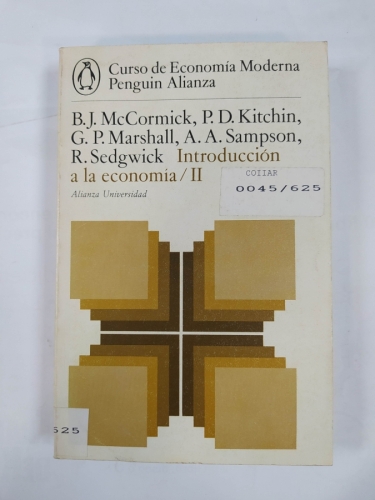 Curso de Economía Moderna
Penguin Alianza
B.J. McCormick, P. D. Kitchin,
G. P. Marshall, A. A. Sampson,
R. Sedgwick Introducción
a la economía/II
Alianza Universidad
COIIAR
0045/625
625